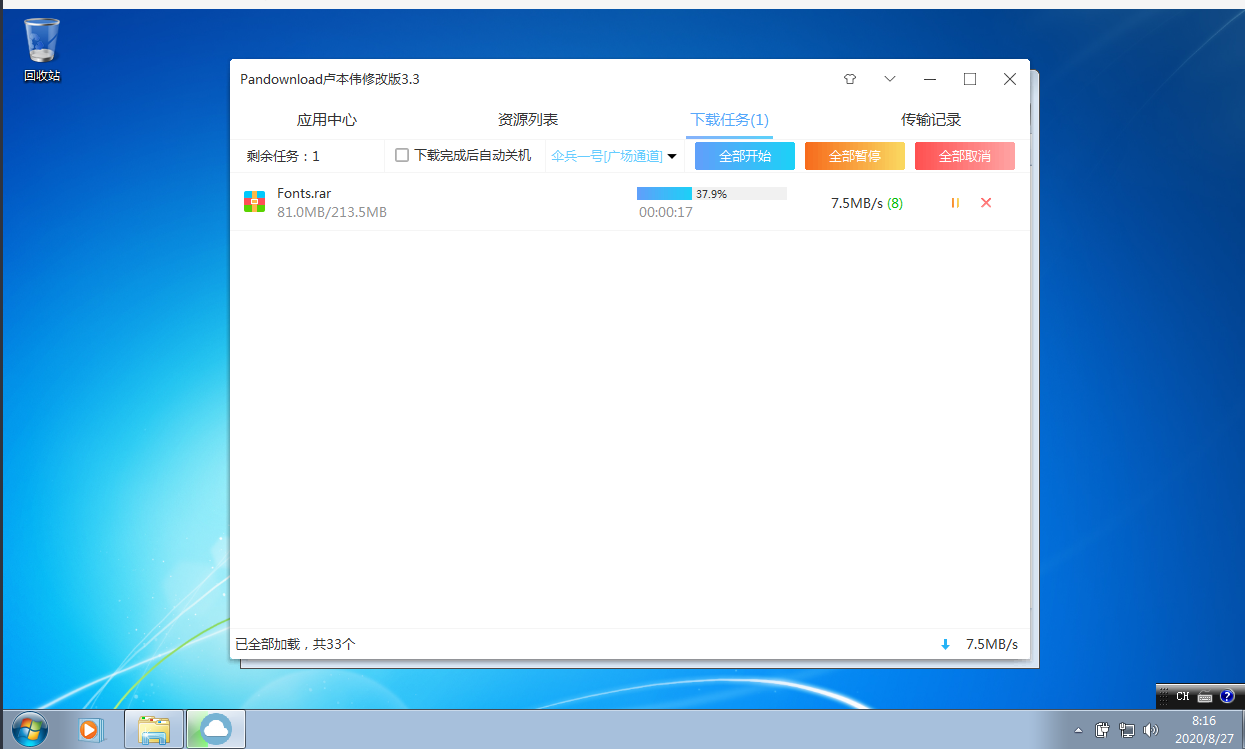 回收站
Pandownload卢本伟修改版3.3
应用中心 资源列表 下载任务(1) 传输记录
剩余任务：1 下载完成后自动关机 伞兵一号[广场通道] 全部开始 全部暂停 全部取消
Fonts.rar
81.0MB/213.5MB
37.9%
00:00:17
7.5MB/s (8)
已全部加载，共33个 7.5MB/s
CH
8:16
2020/8/27